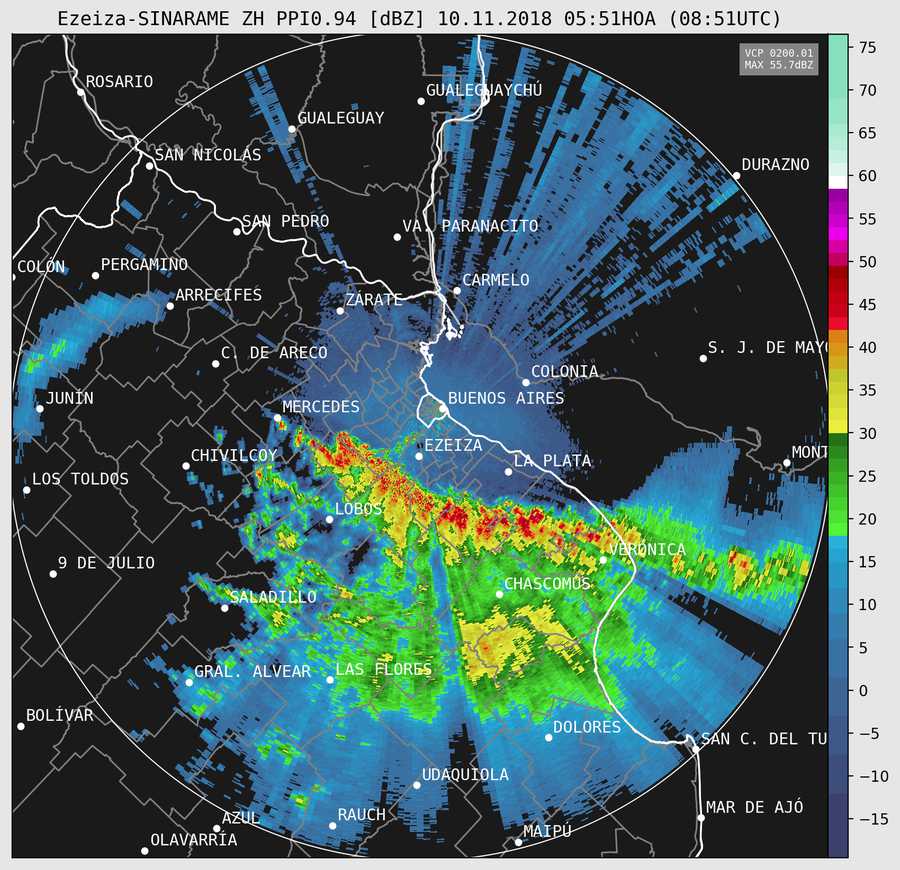 Ezeiza-SINARAME ZH PPI0.94 [dBZ] 10.11.2018 05:51HOA (08:51UTC)
VCP 0200.01
MAX 55.7dBZ
ROSARIO
GUALEGUAYCHÚ
GUALEGUAY
SAN NICOLÁS
DURAZNO
SAN PEDRO
VA. PARANACITO
COLÓN
PERGAMINO
CARMELO
ARRECIFES
ZÁRATE
S. J. DE MAYO
C. DE ARECO
COLONIA
JUNÍN
BUENOS AIRES
MERCEDES
EZEIZA
MONT
CHIVILCOY
LA PLATA
LOS TOLDOS
LOBOS
VERÓNICA
9 DE JULIO
CHASCOMÚS
SALADILLO
GRAL. ALVEAR
LAS FLORES
BOLÍVAR
DOLORES
SAN C. DEL TU
UDAQUIOLA
MAR DE AJÓ
AZUL
RAUCH
MAIPÚ
OLAVARRÍA
75
70
65
60
55
50
45
40
35
30
25
20
15
10
5
0
−5
−10
−15